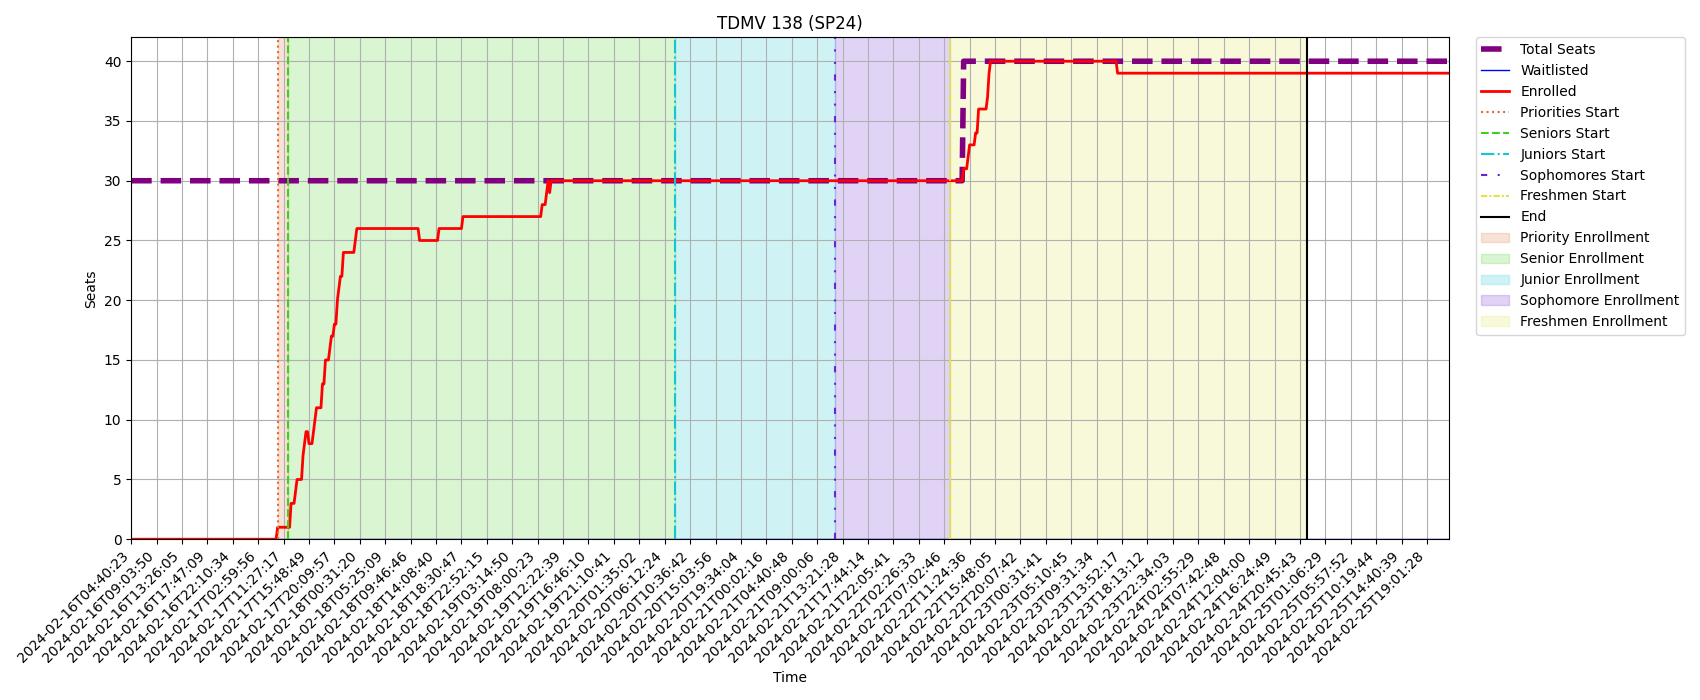 TDMV 138 (SP24)
Seats
40
35
30
25
20
15
10
5
0
2024-02-16T04:40:23
2024-02-16T09:03:50
2024-02-16T13:26:05
2024-02-16T17:47:09
2024-02-16T22:10:34
2024-02-17T02:59:56
2024-02-17T11:27:17
2024-02-17T15:48:49
2024-02-17T20:09:57
2024-02-18T00:31:20
2024-02-18T05:25:09
2024-02-18T09:46:46
2024-02-18T14:08:40
2024-02-18T18:30:47
2024-02-18T22:52:15
2024-02-19T03:14:50
2024-02-19T08:00:23
2024-02-19T12:22:39
2024-02-19T16:46:10
2024-02-19T21:10:41
2024-02-20T01:35:02
2024-02-20T06:12:24
2024-02-20T10:36:42
2024-02-20T15:03:56
2024-02-20T19:34:04
2024-02-21T00:02:16
2024-02-21T04:40:48
2024-02-21T09:00:06
2024-02-21T13:21:28
2024-02-21T17:44:14
2024-02-21T22:05:41
2024-02-22T02:26:33
2024-02-22T07:02:46
2024-02-22T11:24:36
2024-02-22T15:48:05
2024-02-22T20:07:42
2024-02-23T00:31:41
2024-02-23T05:10:45
2024-02-23T09:31:34
2024-02-23T13:52:17
2024-02-23T18:13:12
2024-02-23T22:34:03
2024-02-24T02:55:29
2024-02-24T07:42:48
2024-02-24T12:04:00
2024-02-24T16:24:49
2024-02-24T20:45:43
2024-02-25T01:06:29
2024-02-25T05:57:52
2024-02-25T10:19:44
2024-02-25T14:40:39
2024-02-25T19:01:28
Time
Total Seats
Waitlisted
Enrolled
Priorities Start
Seniors Start
Juniors Start
Sophomores Start
Freshmen Start
End
Priority Enrollment
Senior Enrollment
Junior Enrollment
Sophomore Enrollment
Freshmen Enrollment